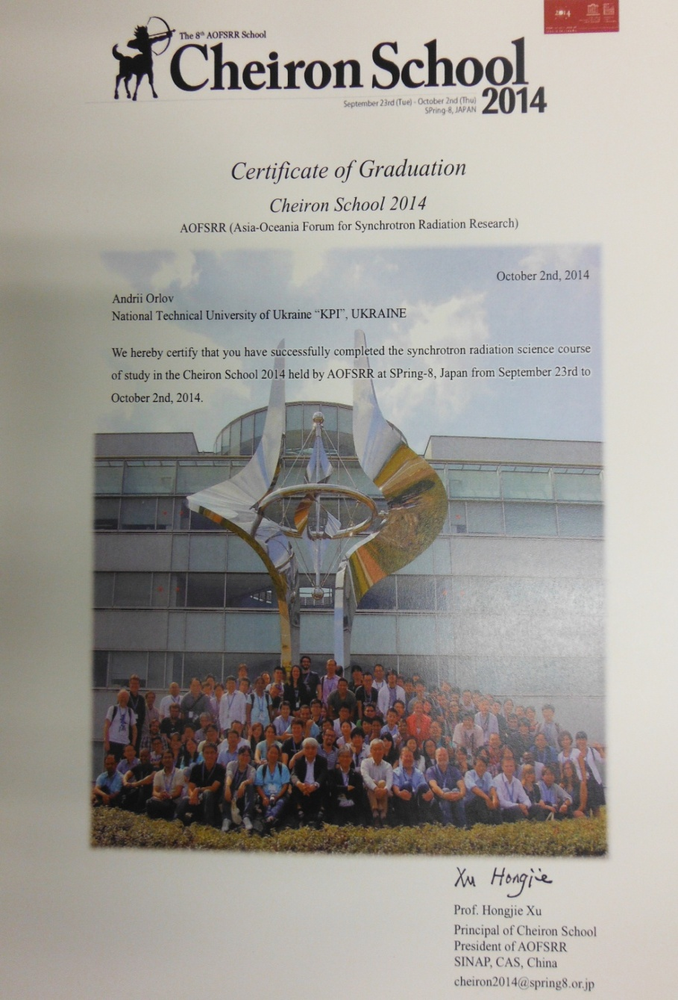 The 8th AOFSRR School
Cheiron School
2014
September 23rd (Tue) - October 2nd (Thu)
SPring-8, JAPAN
2014
Certificate of Graduation
Cheiron School 2014
AOFSRR (Asia-Oceania Forum for Synchrotron Radiation Research)
October 2nd, 2014
Andrii Orlov
National Technical University of Ukraine “KPI”, UKRAINE
We hereby certify that you have successfully completed the synchrotron radiation science course
of study in the Cheiron School 2014 held by AOFSRR at SPring-8, Japan from September 23rd to
October 2nd, 2014.
Xu Hongjie
Prof. Hongjie Xu
Principal of Cheiron School
President of AOFSRR
SINAP, CAS, China
cheiron2014@spring8.or.jp